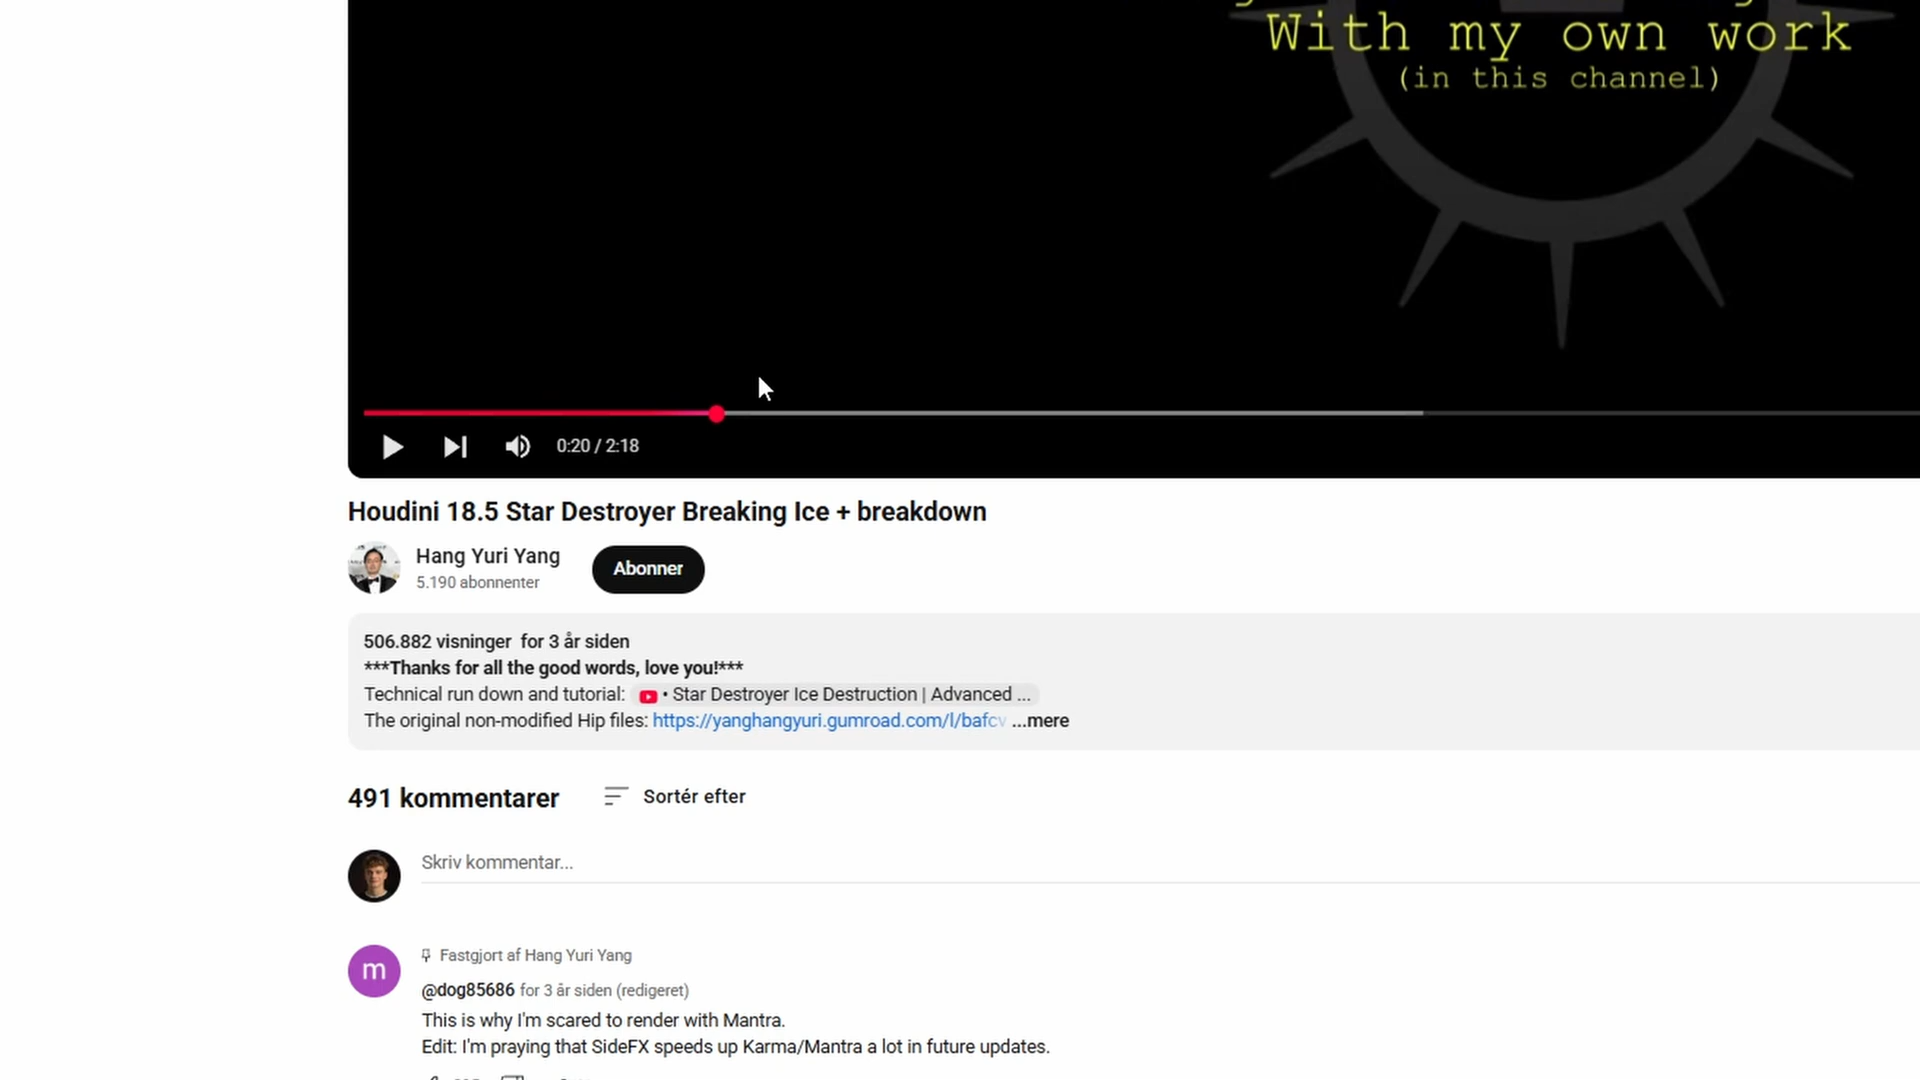 With my own work
(in this channel)
0:20 / 2:18
Houdini 18.5 Star Destroyer Breaking Ice + breakdown
Hang Yuri Yang
5.190 abonnenter
Abonner
506.882 visninger for 3 år siden
***Thanks for all the good words, love you!***
Technical run down and tutorial: • Star Destroyer Ice Destruction | Advanced ...
The original non-modified Hip files: https://yanghangyuri.gumroad.com/l/bafcv ...mere
491 kommentarer
Sortér efter
Skriv kommentar...
m
Fastgjort af Hang Yuri Yang
@dog85686 for 3 år siden (redigeret)
This is why I'm scared to render with Mantra.
Edit: I'm praying that SideFX speeds up Karma/Mantra a lot in future updates.